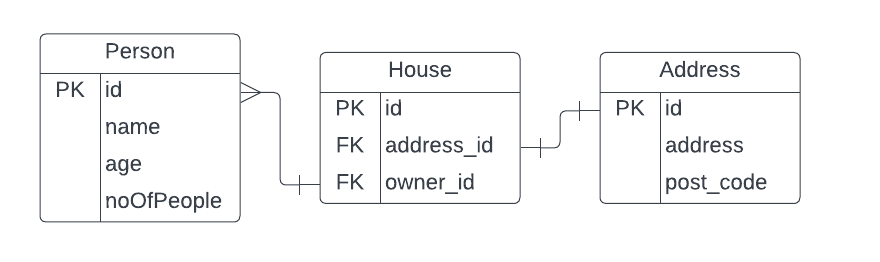 Person
PK id
name
age
noOfPeople
House
PK id
FK address_id
FK owner_id
Address
PK id
address
post_code